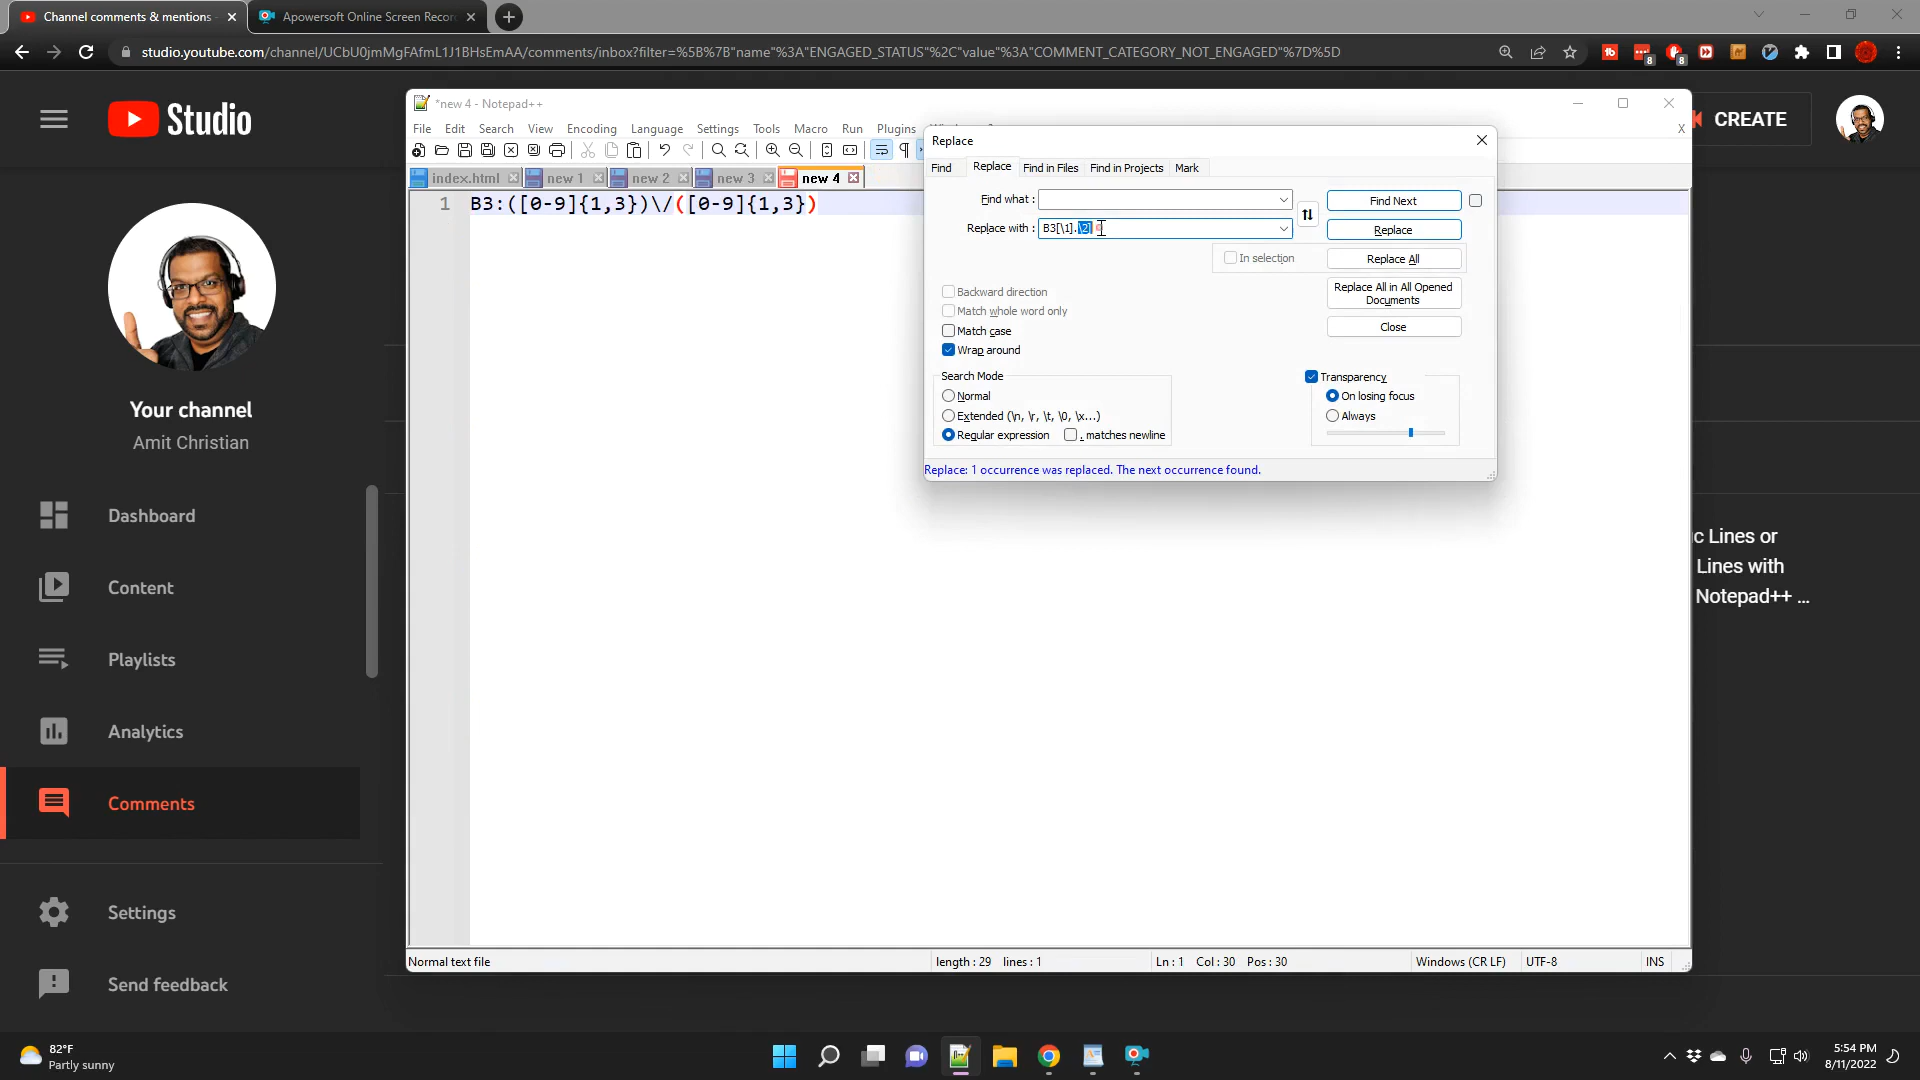 Channel comments & mentions -
Apowersoft Online Screen Recor
studio.youtube.com/channel/UCbU0jmMgFAfmL1J1BHsEmAA/comments/inbox?filter=%5B%7B"name"%3A"ENGAGED_STATUS"%2C"value"%3A"COMMENT_CATEGORY_NOT_ENGAGED"%7D%5D
8
8
Studio
CREATE
*new 4 - Notepad++
File Edit Search View Encoding Language Settings Tools Macro Run Plugins
X
index.html new 1 new 2 new 3 new 4
1 B3:([0-9]{1,3})\/([0-9]{1,3})
Replace
Find Replace Find in Files Find in Projects Mark
Find what :
Find Next
Replace with : B3[\1].\2]
Replace
In selection
Replace All
Replace All in All Opened
Documents
Close
Backward direction
Match whole word only
Match case
Wrap around
Search Mode
Normal
Extended (\n, \r, \t, \0, \x...)
Regular expression
. matches newline
Transparency
On losing focus
Always
Replace: 1 occurrence was replaced. The next occurrence found.
Your channel
Amit Christian
Dashboard
Content
Playlists
Analytics
Comments
Settings
Send feedback
c Lines or
Lines with
Notepad++ ...
Normal text file
length : 29 lines : 1
Ln : 1 Col : 30 Pos : 30
Windows (CR LF)
UTF-8
INS
82°F
Partly sunny
5:54 PM
8/11/2022